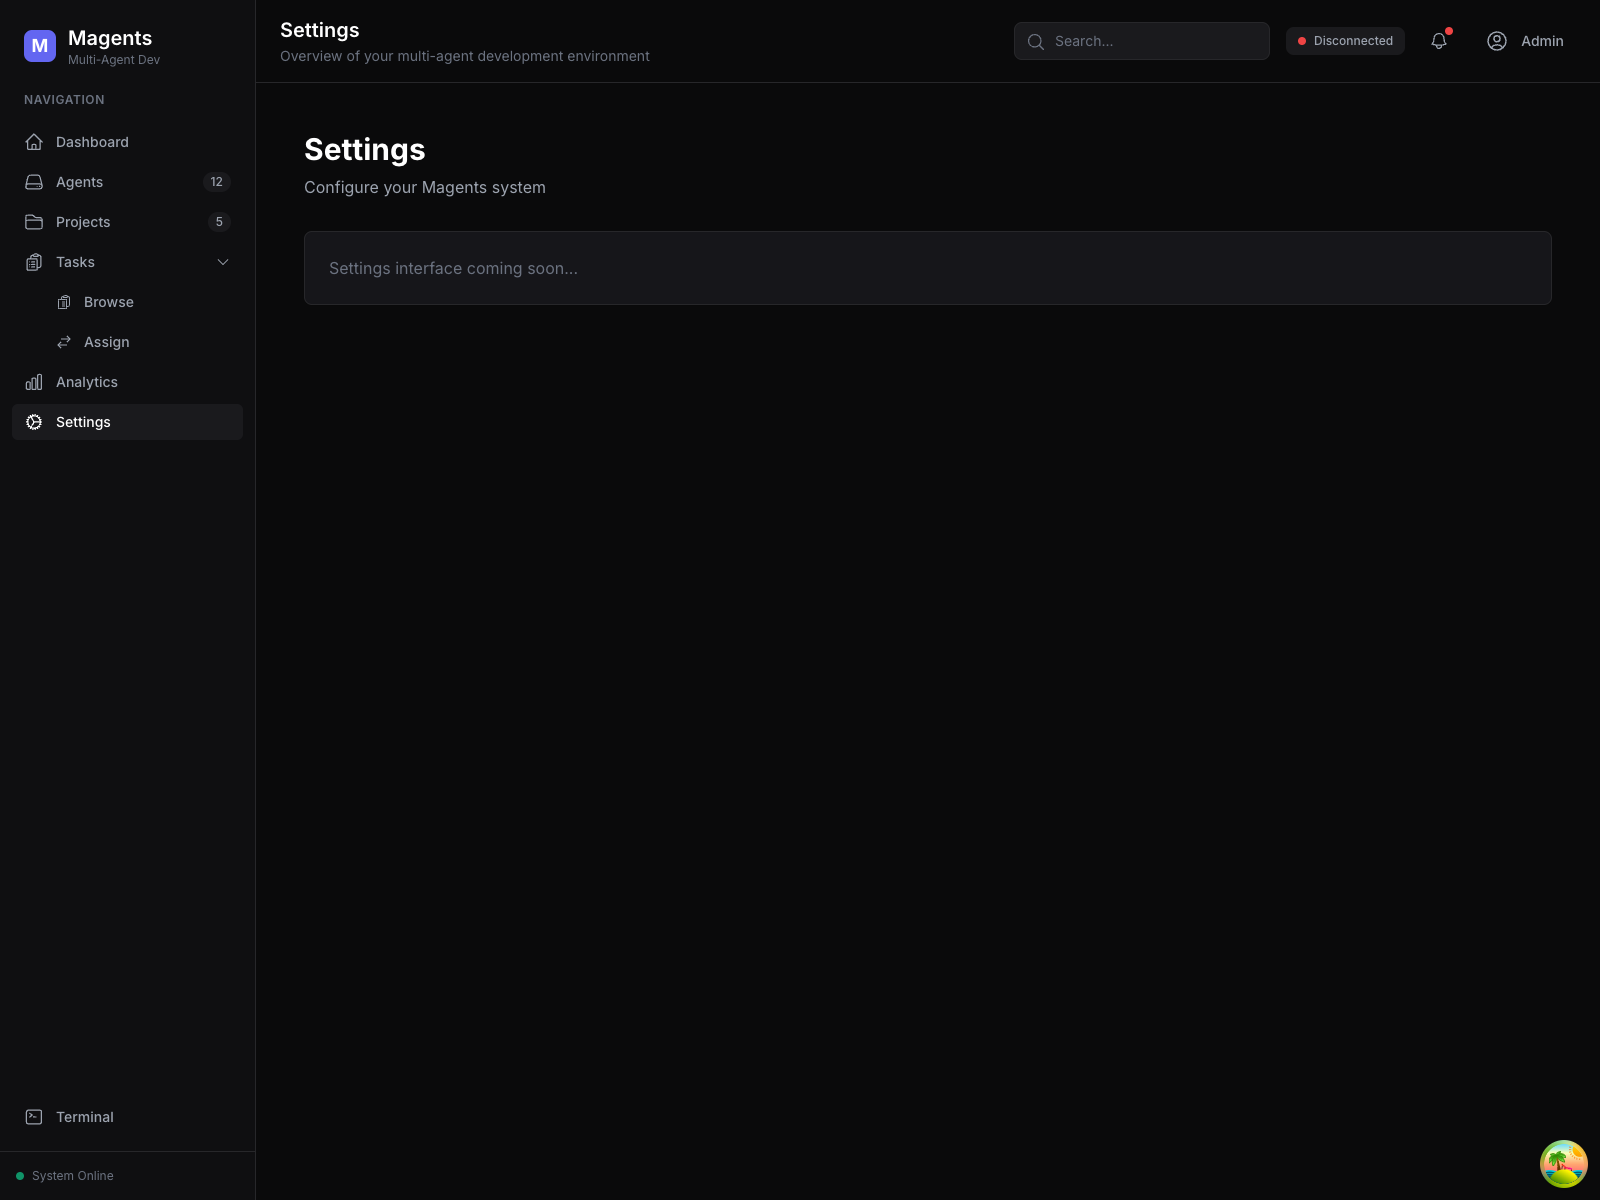 M
Magents
Multi-Agent Dev
NAVIGATION
Dashboard
Agents 12
Projects 5
Tasks
Browse
Assign
Analytics
Settings
Terminal
System Online
Settings
Overview of your multi-agent development environment
Search...
Disconnected
Admin
Settings
Configure your Magents system
Settings interface coming soon...